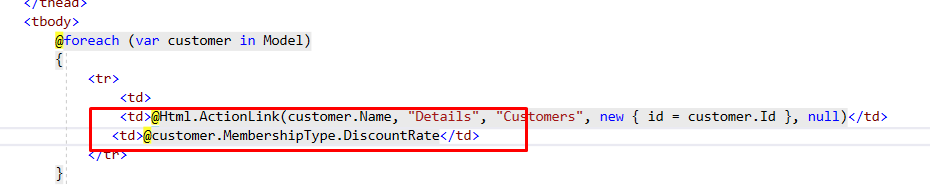 </thead>
<tbody>
@foreach (var customer in Model)
{
<tr>
<td>
<td>@Html.ActionLink(customer.Name, "Details", "Customers", new { id = customer.Id }, null)</td>
<td>@customer.MembershipType.DiscountRate</td>
</tr>
}